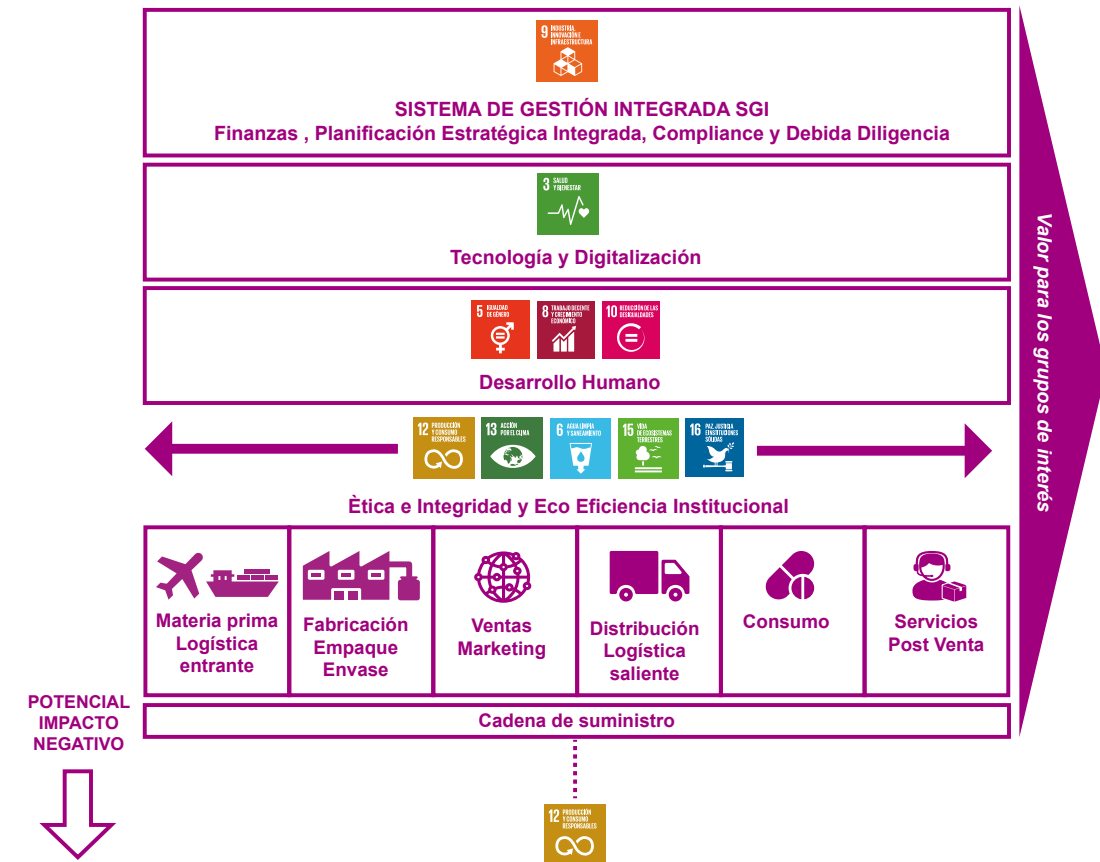 9 INDUSTRIA,
INNOVACIÓN E
INFRAESTRUCTURA
SISTEMA DE GESTIÓN INTEGRADA SGI
Finanzas , Planificación Estratégica Integrada, Compliance y Debida Diligencia
3 SALUD
Y BIENESTAR
Tecnología y Digitalización
5 IGUALDAD
DE GÉNERO
8 TRABAJO DECENTE
Y CRECIMIENTO
ECONÓMICO
10 REDUCCIÓN DE LAS
DESIGUALDADES
Desarrollo Humano
12 PRODUCCIÓN
Y CONSUMO
RESPONSABLES
13 ACCIÓN
POR EL CLIMA
6 AGUA LIMPIA
Y SANEAMIENTO
15 VIDA
DE ECOSISTEMAS
TERRESTRES
16 PAZ, JUSTICIA
E INSTITUCIONES
SÓLIDAS
Ètica e Integridad y Eco Eficiencia Institucional
Materia prima
Logística
entrante
Fabricación
Empaque
Envase
Ventas
Marketing
Distribución
Logística
saliente
Consumo
Servicios
Post Venta
Cadena de suministro
POTENCIAL
IMPACTO
NEGATIVO
12 PRODUCCIÓN
Y CONSUMO
RESPONSABLES
Valor para los grupos de interés